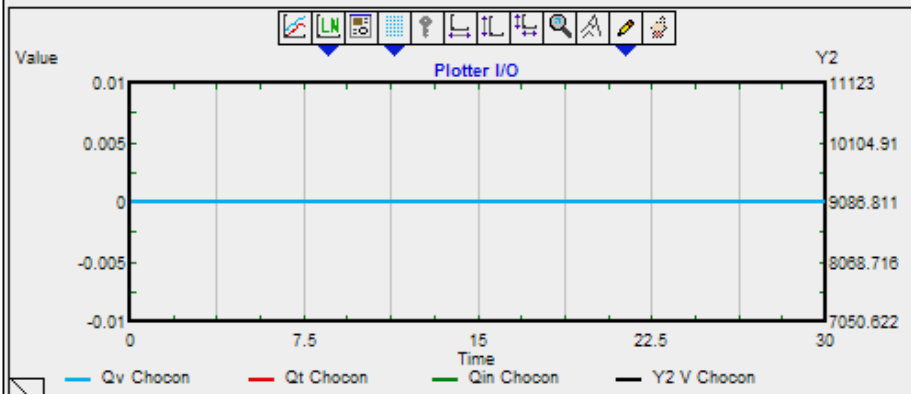 LN
Value
Plotter I/O
Y2
0.01
11123
0.005
10104.91
0
9086.811
-0.005
8068.716
-0.01
7050.622
0
7.5
15
22.5
30
Time
Qv Chocon
Qt Chocon
Qin Chocon
Y2 V Chocon